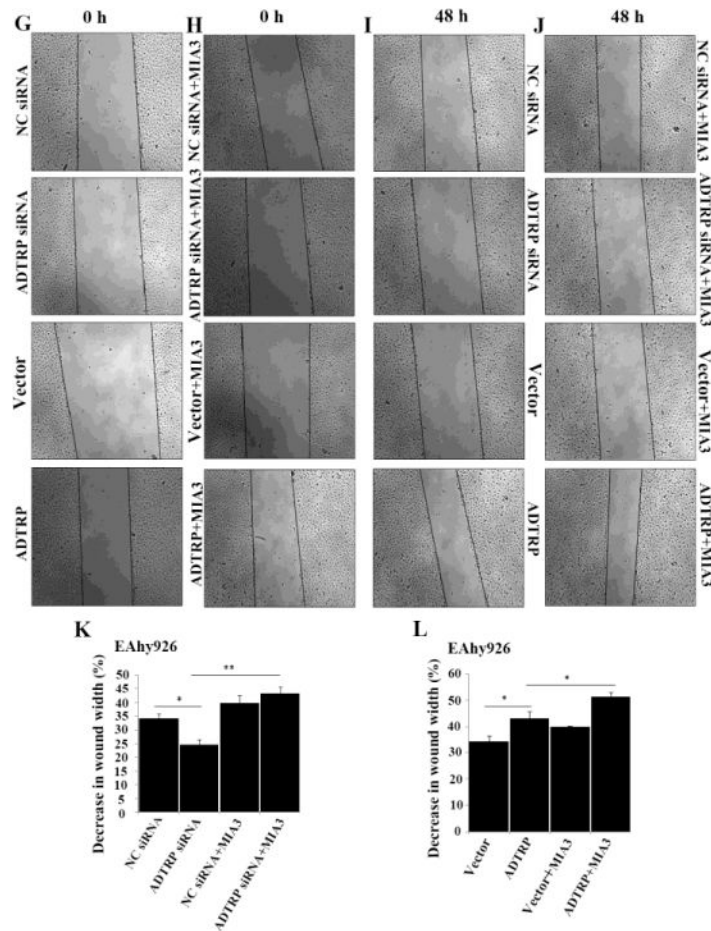 G 0 h H 0 h I 48 h J 48 h
NC siRNA
NC siRNA+MIA3
NC siRNA
NC siRNA+MIA3
ADTRP siRNA
ADTRP siRNA+MIA3
ADTRP siRNA
ADTRP siRNA+MIA3
Vector
Vector+MIA3
Vector
Vector+MIA3
ADTRP
ADTRP+MIA3
ADTRP
ADTRP+MIA3
K
EAhy926
Decrease in wound width (%)
50
45
40
35
30
25
20
15
10
5
0
*
**
NC siRNA
ADTRP siRNA
NC siRNA+MIA3
ADTRP siRNA+MIA3
L
EAhy926
Decrease in wound width (%)
60
50
40
30
20
10
0
*
*
Vector
ADTRP
Vector+MIA3
ADTRP+MIA3